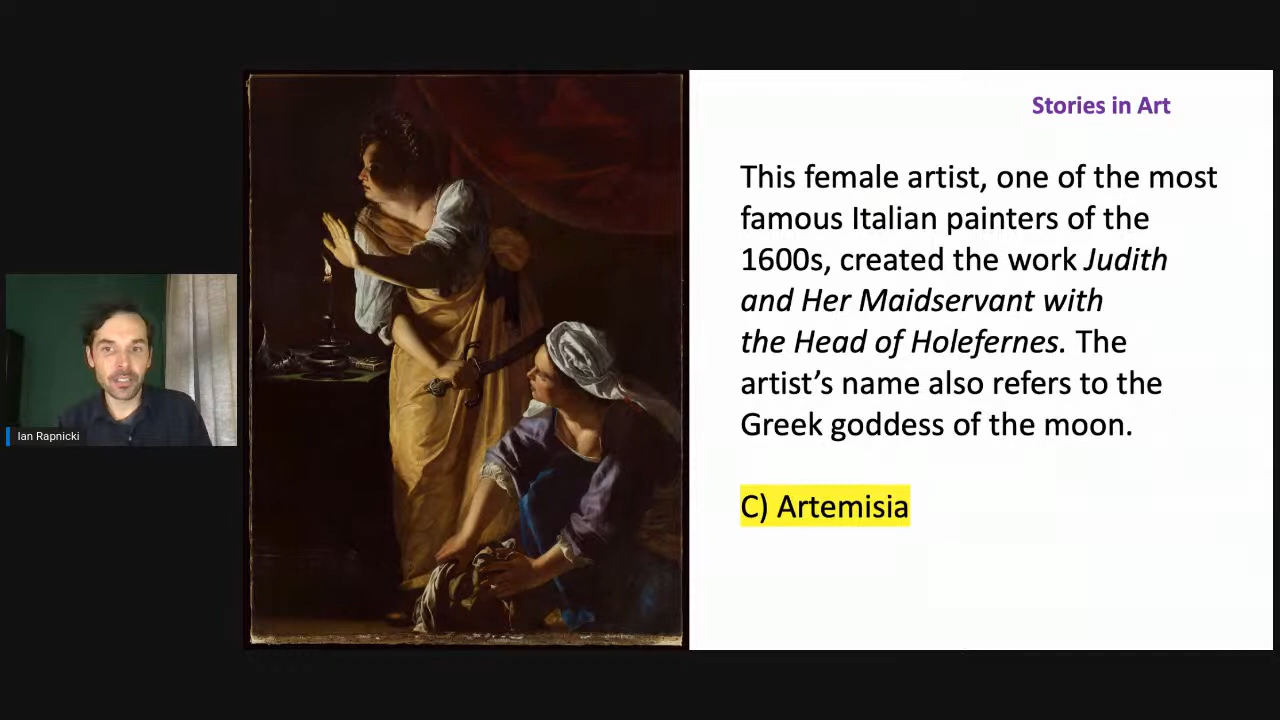 Stories in Art
This female artist, one of the most
famous Italian painters of the
1600s, created the work Judith
and Her Maidservant with
the Head of Holefernes. The
artist’s name also refers to the
Greek goddess of the moon.
C) Artemisia
Ian Rapnicki